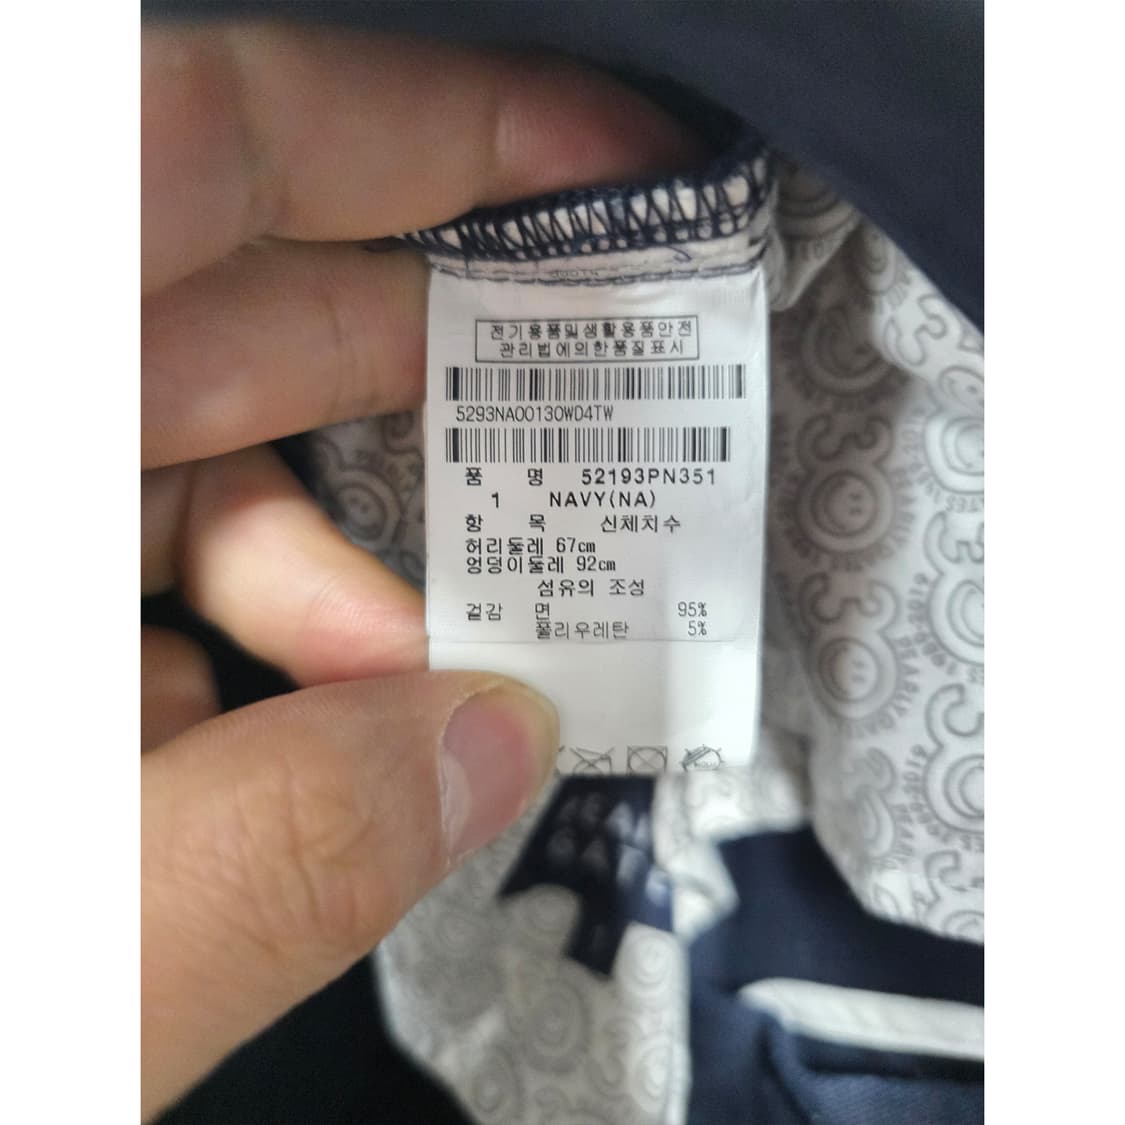 전기용품및생활용품안전
관리법에의한품질표시
5293NA00130WD4TW
품 명 52193PN351
1 NAVY(NA)
항 목 신체치수
허리둘레 67cm
엉덩이둘레 92cm
섬유의 조성
겉감 면 95%
폴리우레탄 5%